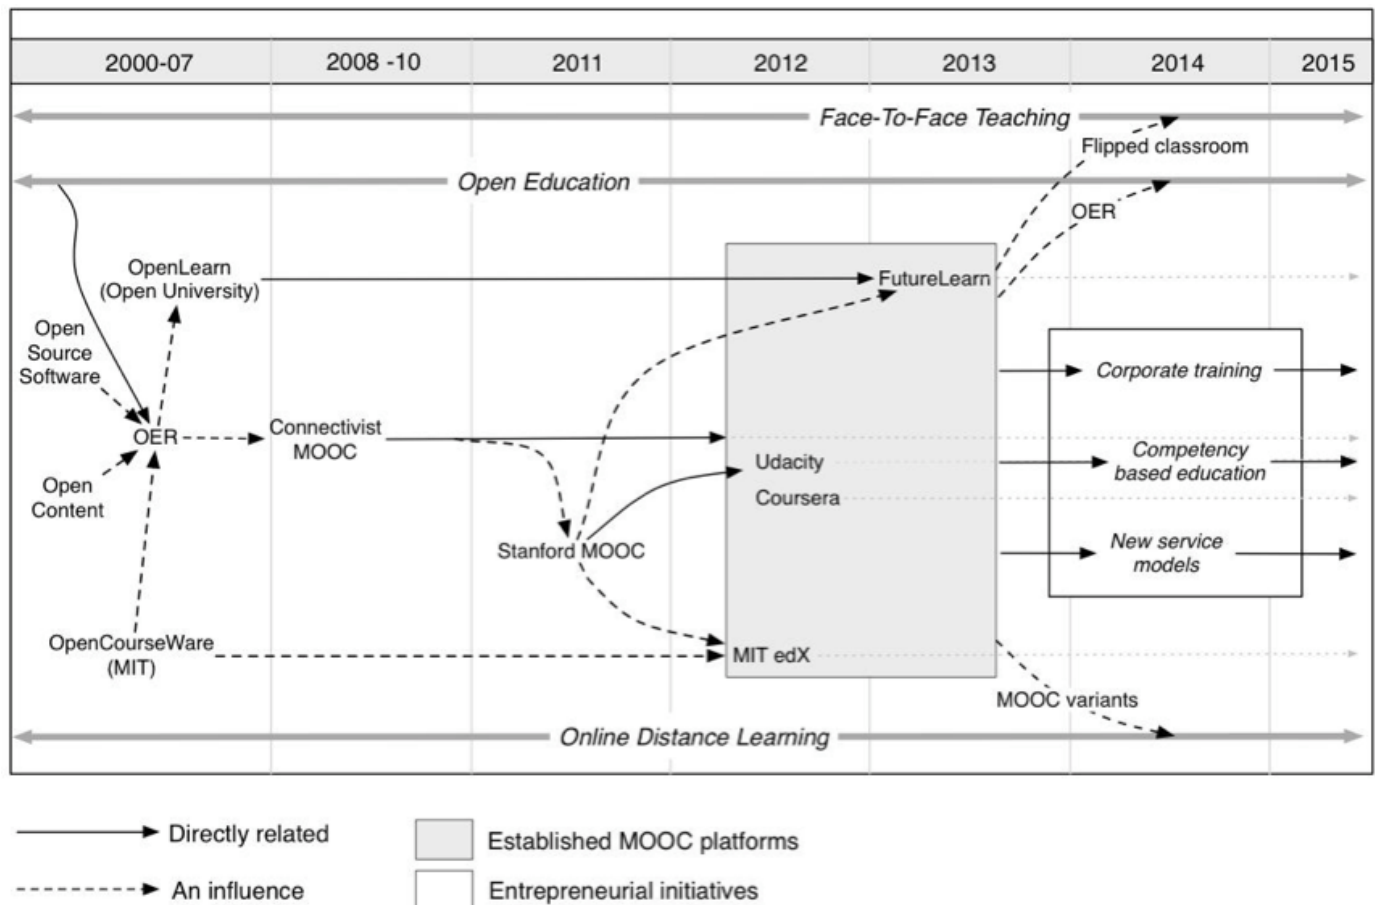 2000-07
2008 -10
2011
2012
2013
2014
2015
Face-To-Face Teaching
Flipped classroom
Open Education
OER
OpenLearn
(Open University)
FutureLearn
Open
Source
Software
Corporate training
OER
Connectivist
MOOC
Udacity
Competency
based education
Open
Content
Coursera
Stanford MOOC
New service
models
OpenCourseWare
(MIT)
MIT edX
MOOC variants
Online Distance Learning
Directly related
Established MOOC platforms
An influence
Entrepreneurial initiatives